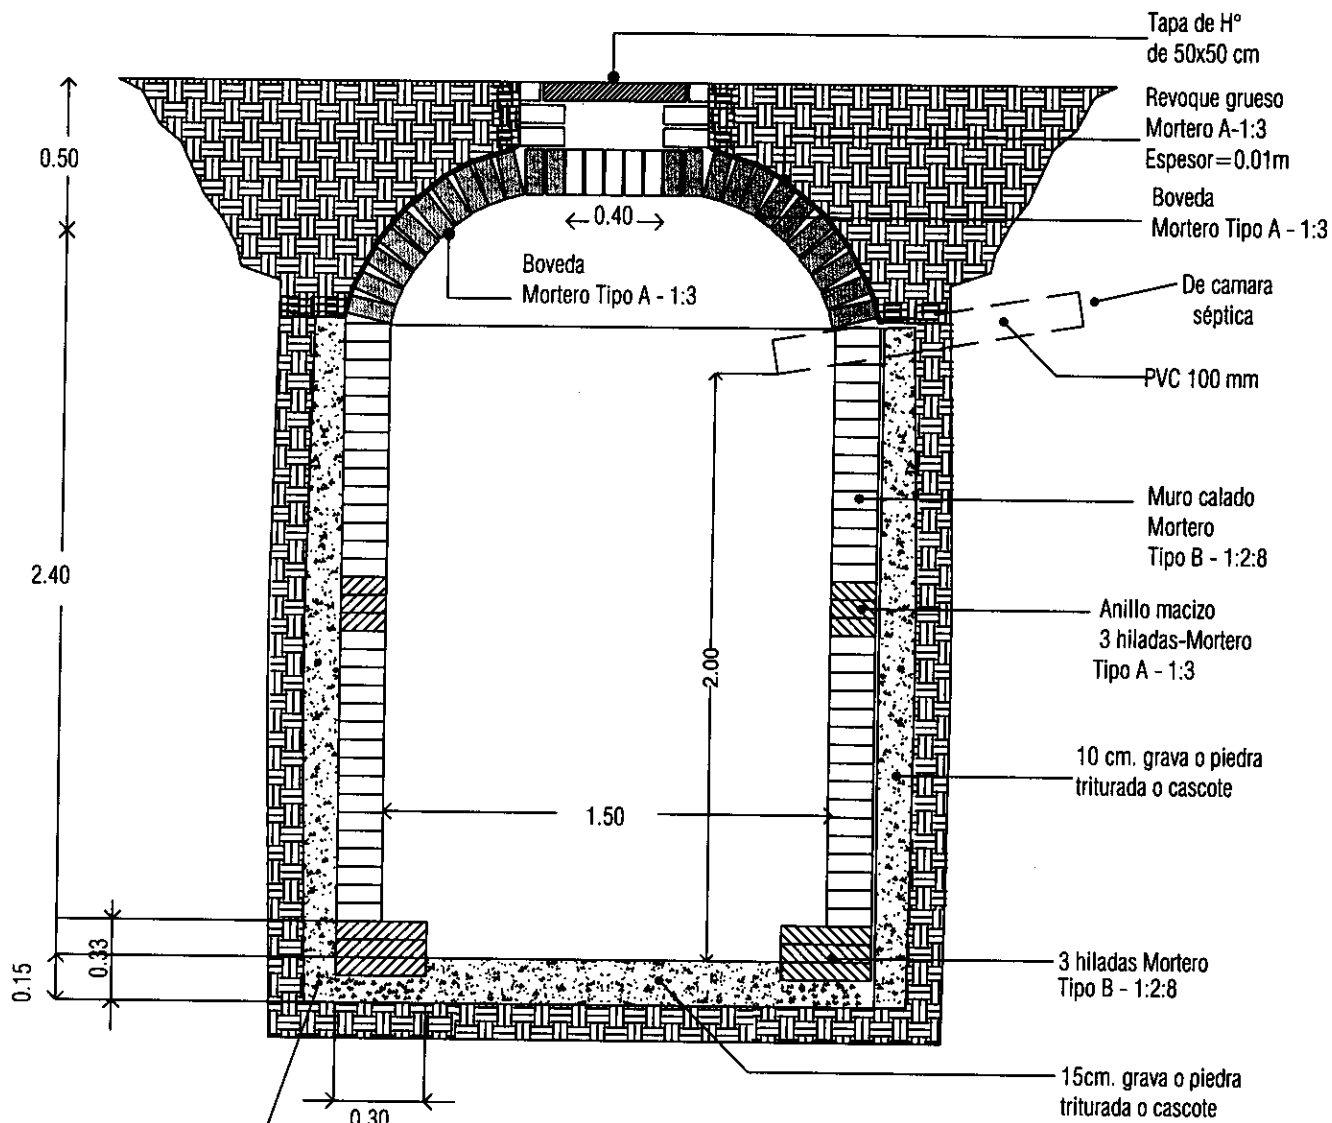 Tapa de H°
de 50x50 cm
Revoque grueso
Mortero A-1:3
Espesor=0.01m
Boveda
Mortero Tipo A - 1:3
0.50
0.40
Boveda
Mortero Tipo A - 1:3
De camara
séptica
PVC 100 mm
Muro calado
Mortero
Tipo B - 1:2:8
2.40
Anillo macizo
3 hiladas-Mortero
Tipo A - 1:3
2.00
10 cm. grava o piedra
triturada o cascote
1.50
0.33
0.15
3 hiladas Mortero
Tipo B - 1:2:8
15cm. grava o piedra
triturada o cascote
0.30